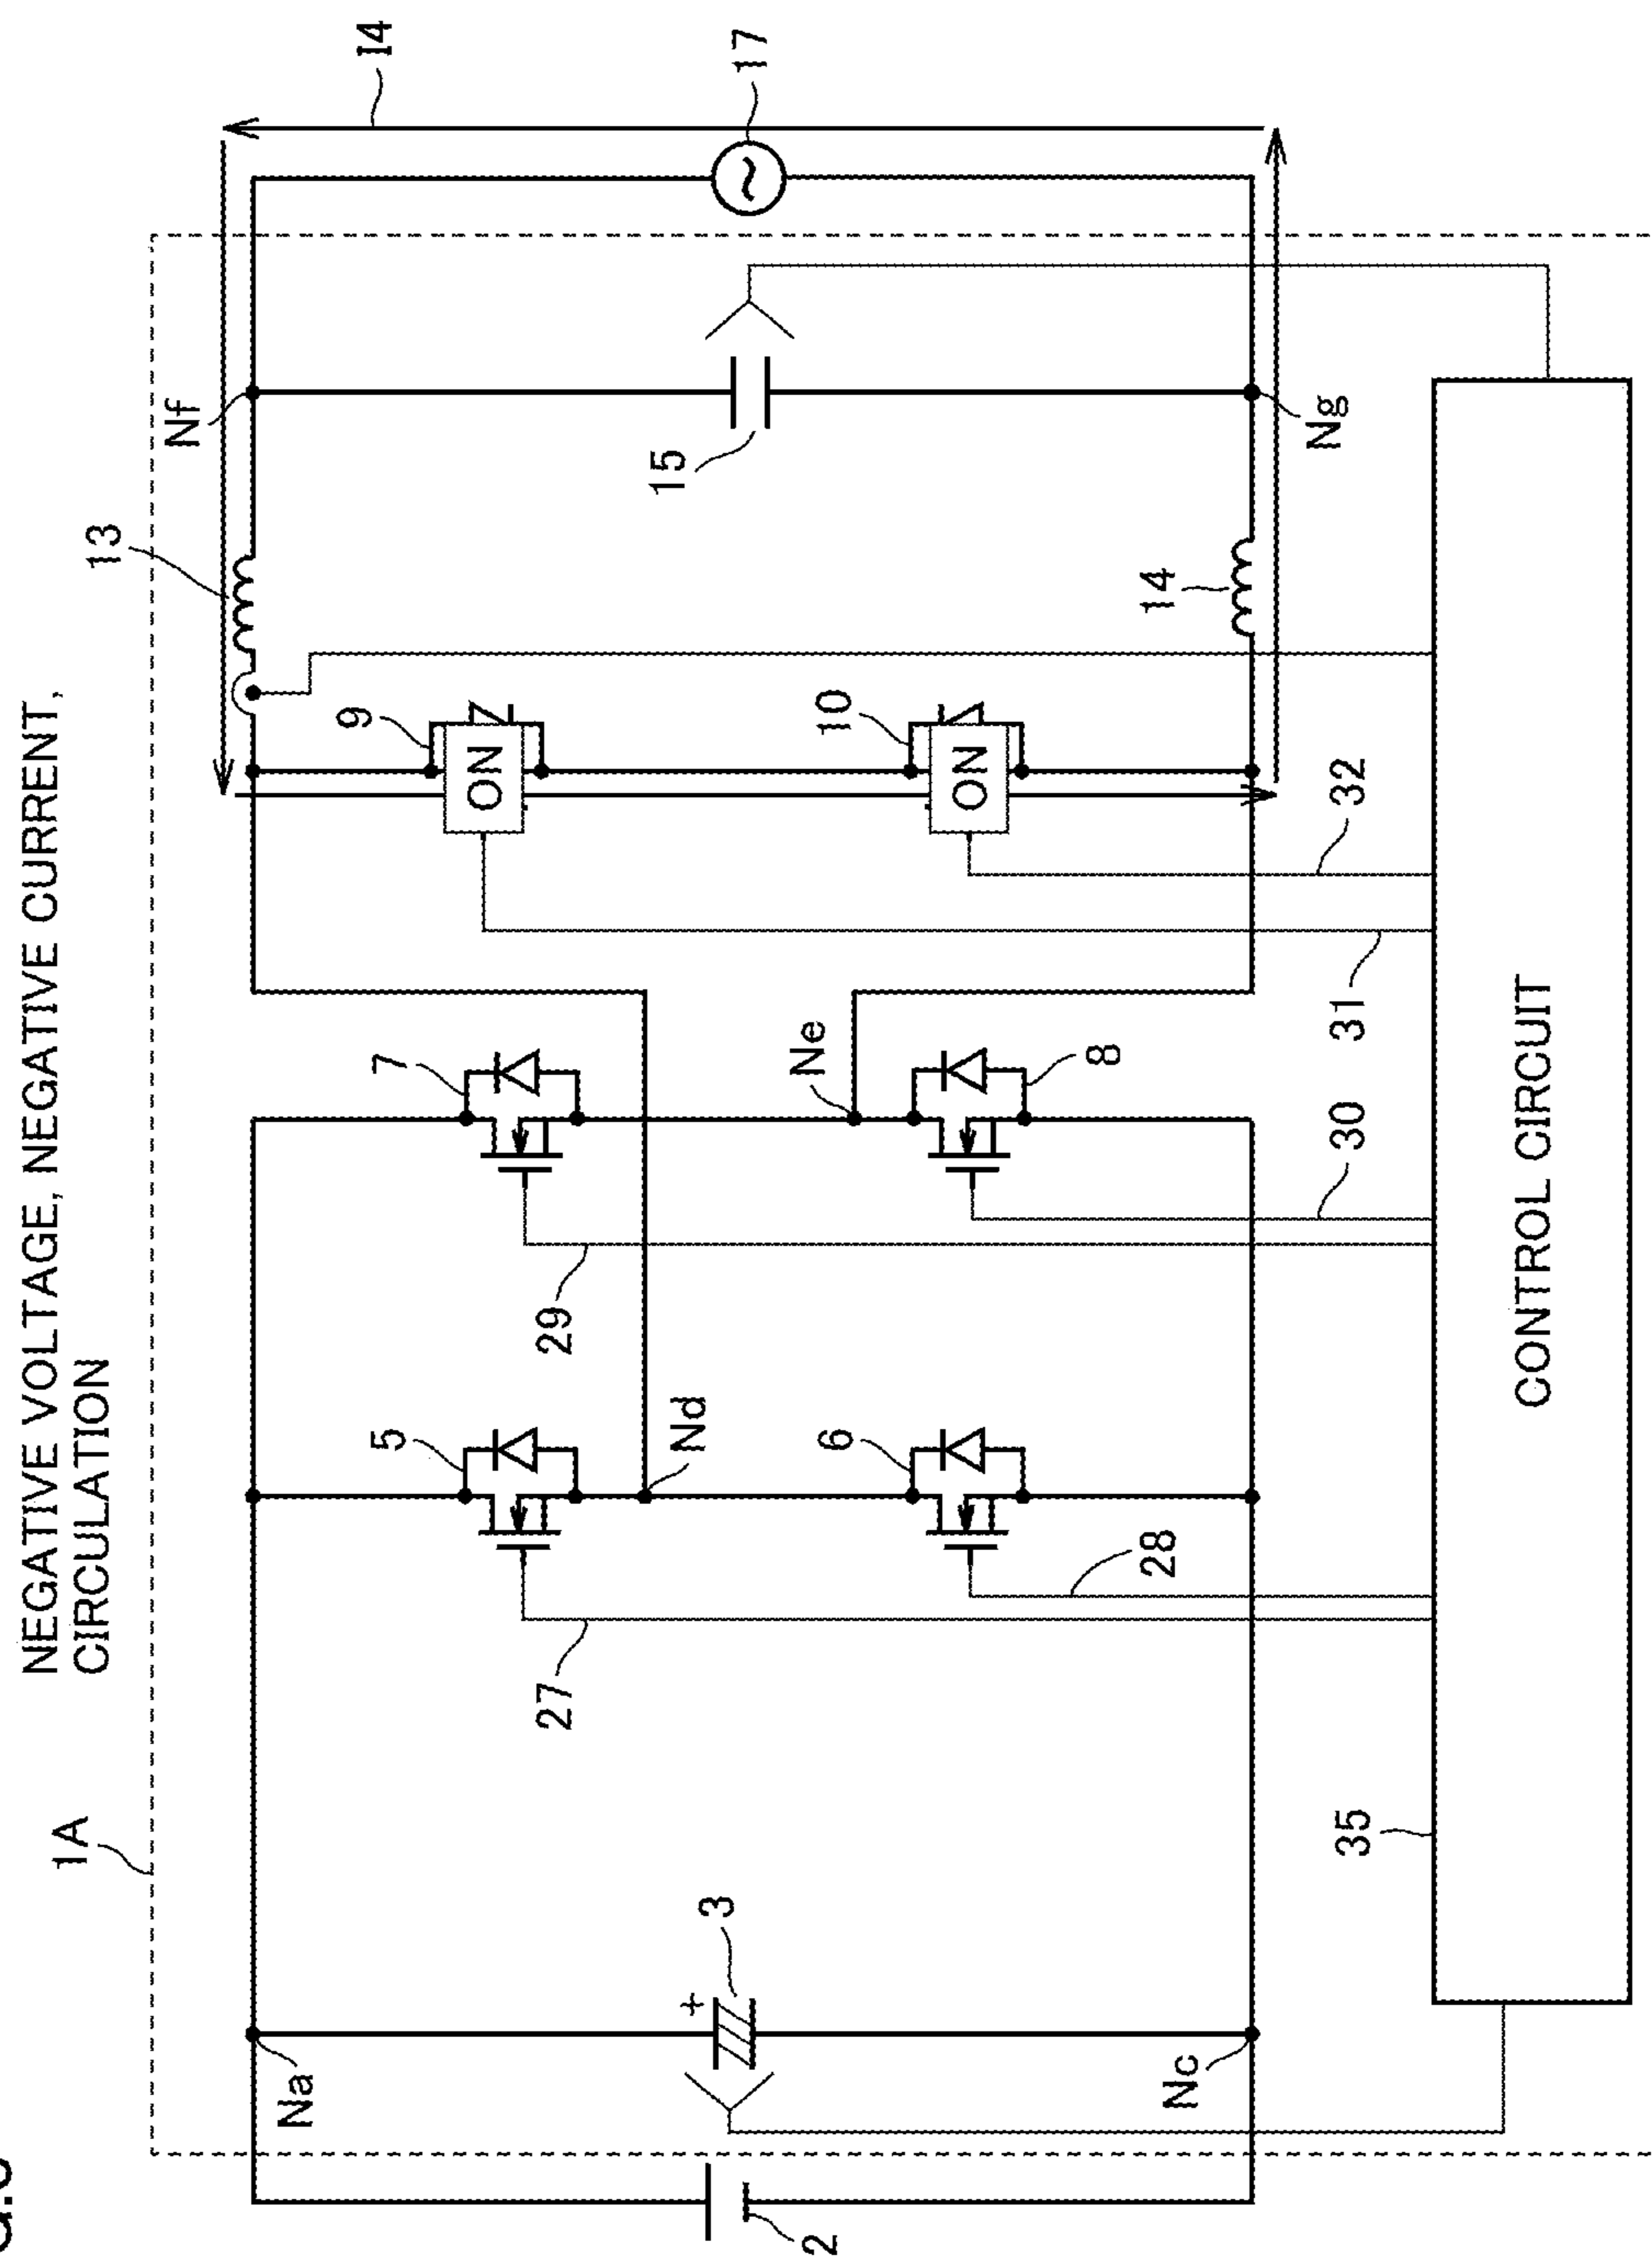 NEGATIVE VOLTAGE, NEGATIVE CURRENT,
CIRCULATION
1A
13
Nf
Na
9
I4
5
7
ON
27
29
15
Nd
+
3
17
Ne
2
6
10
ON
8
28
14
Nc
Ng
35
30
31
32
CONTROL CIRCUIT